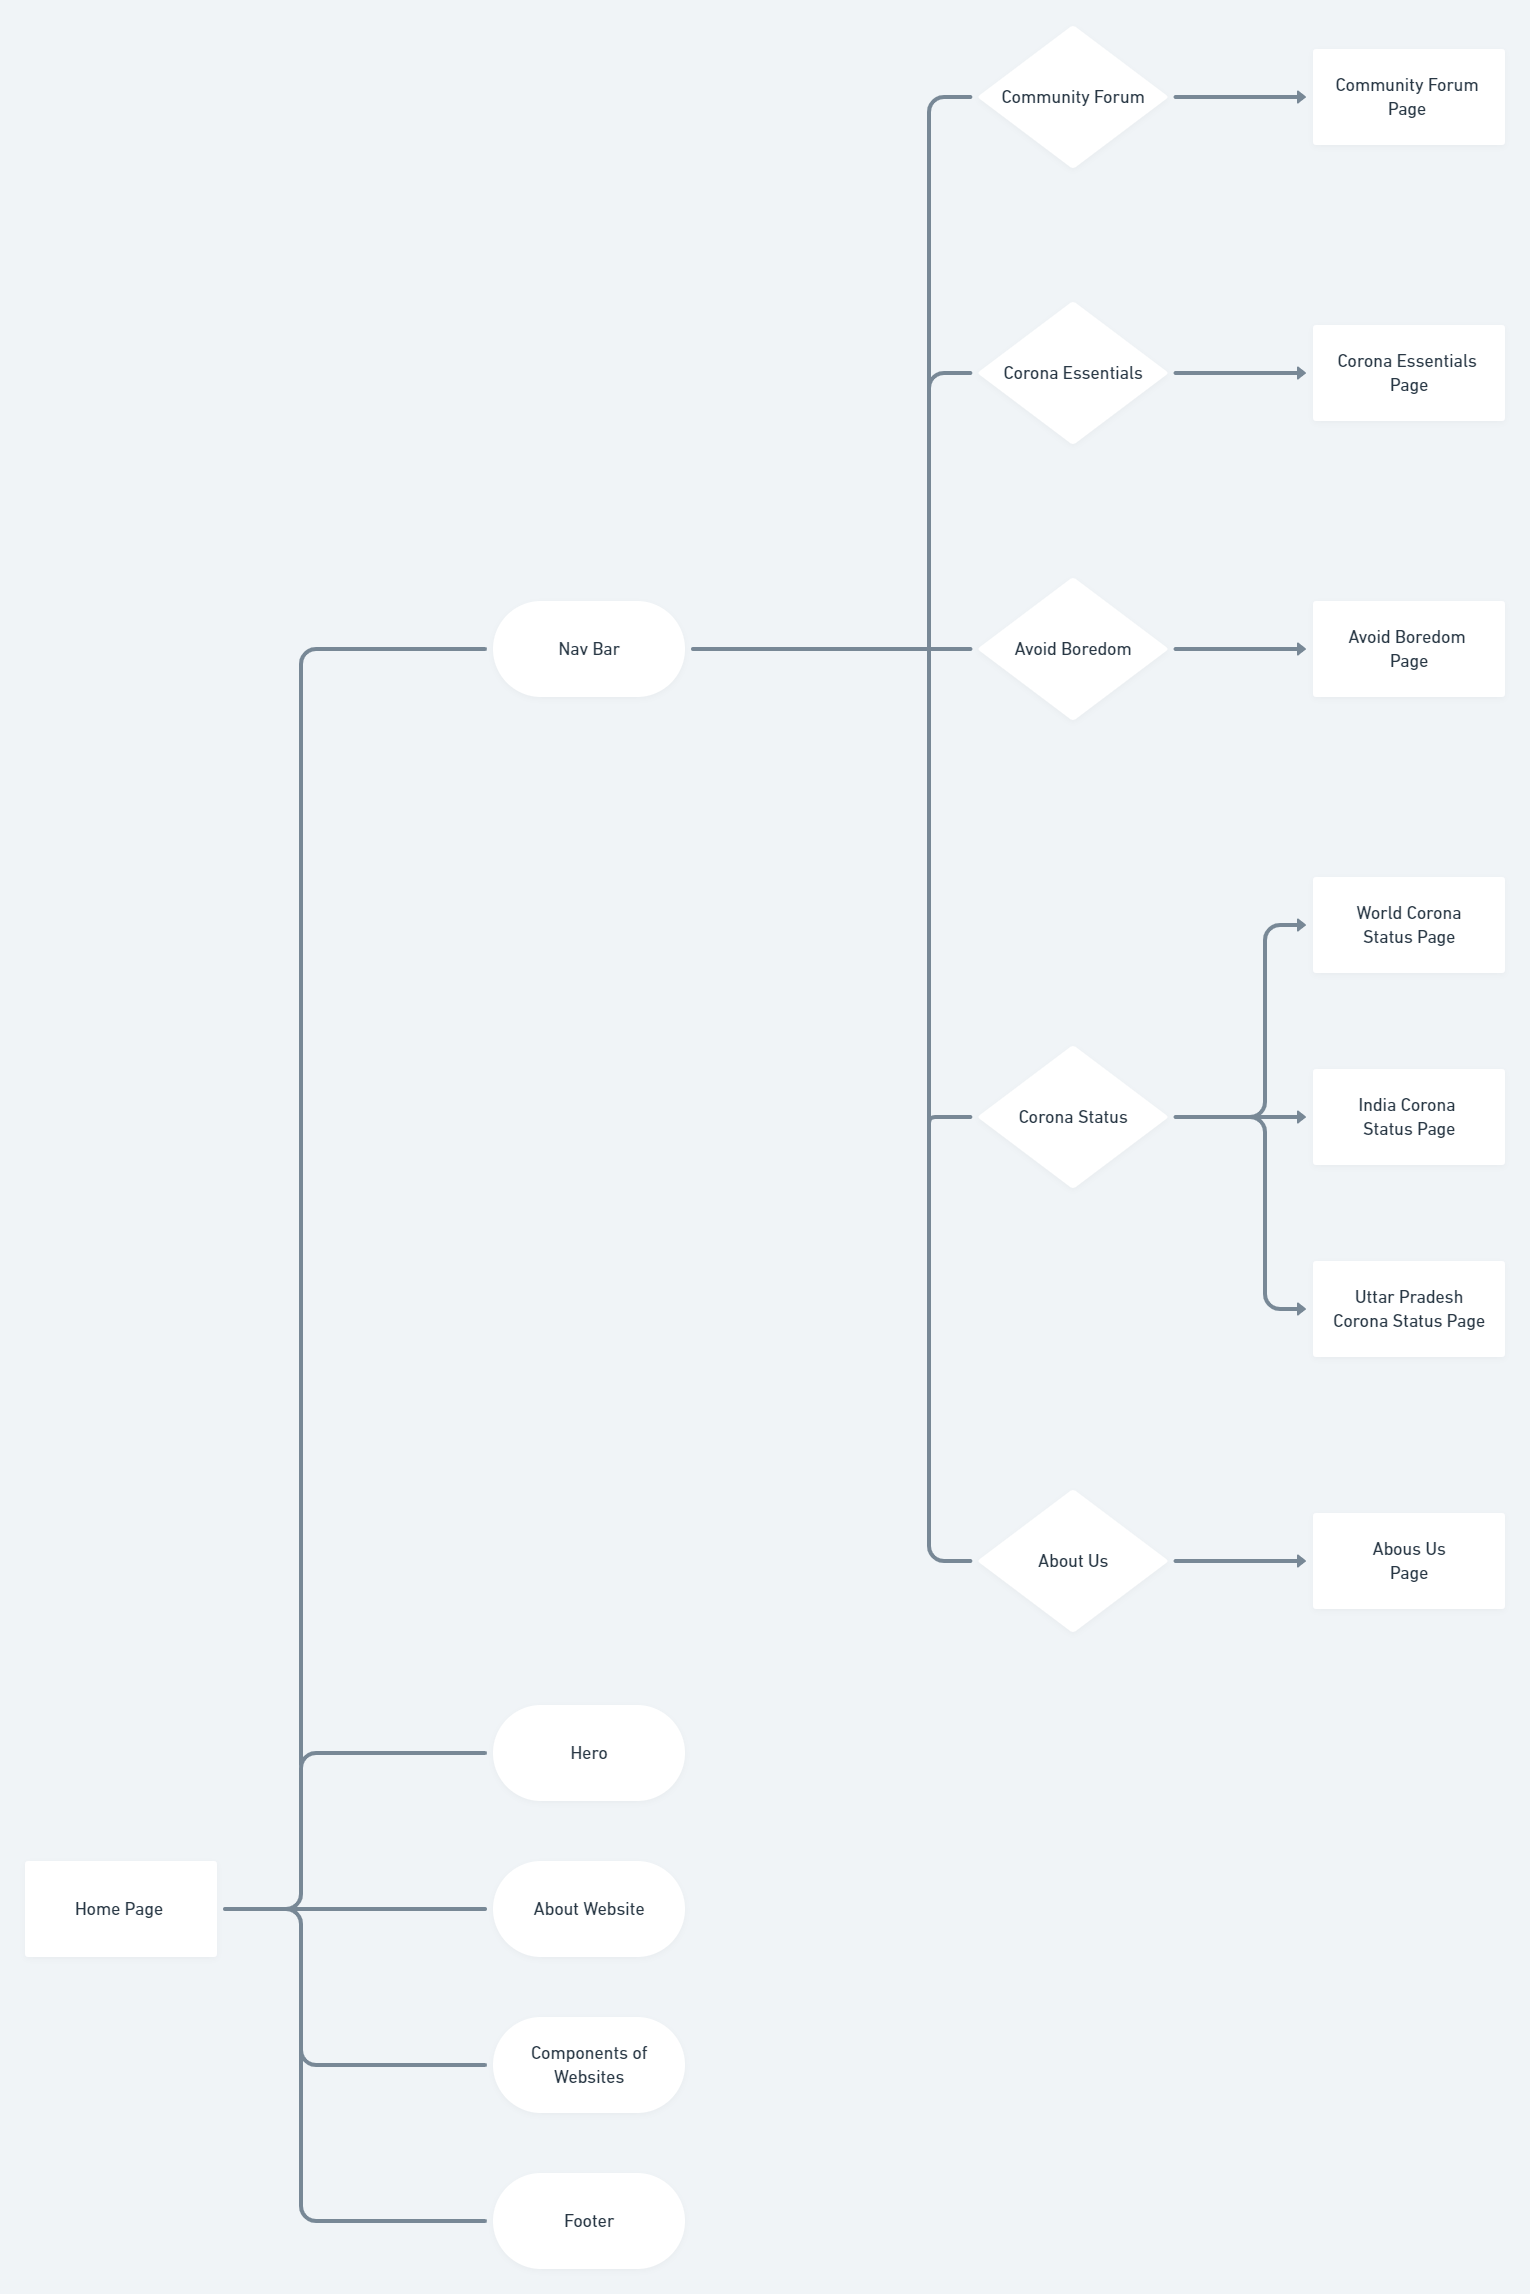 Community Forum
Community Forum
Page
Corona Essentials
Corona Essentials
Page
Nav Bar
Avoid Boredom
Avoid Boredom
Page
World Corona
Status Page
Corona Status
India Corona
Status Page
Uttar Pradesh
Corona Status Page
About Us
Abous Us
Page
Hero
Home Page
About Website
Components of
Websites
Footer